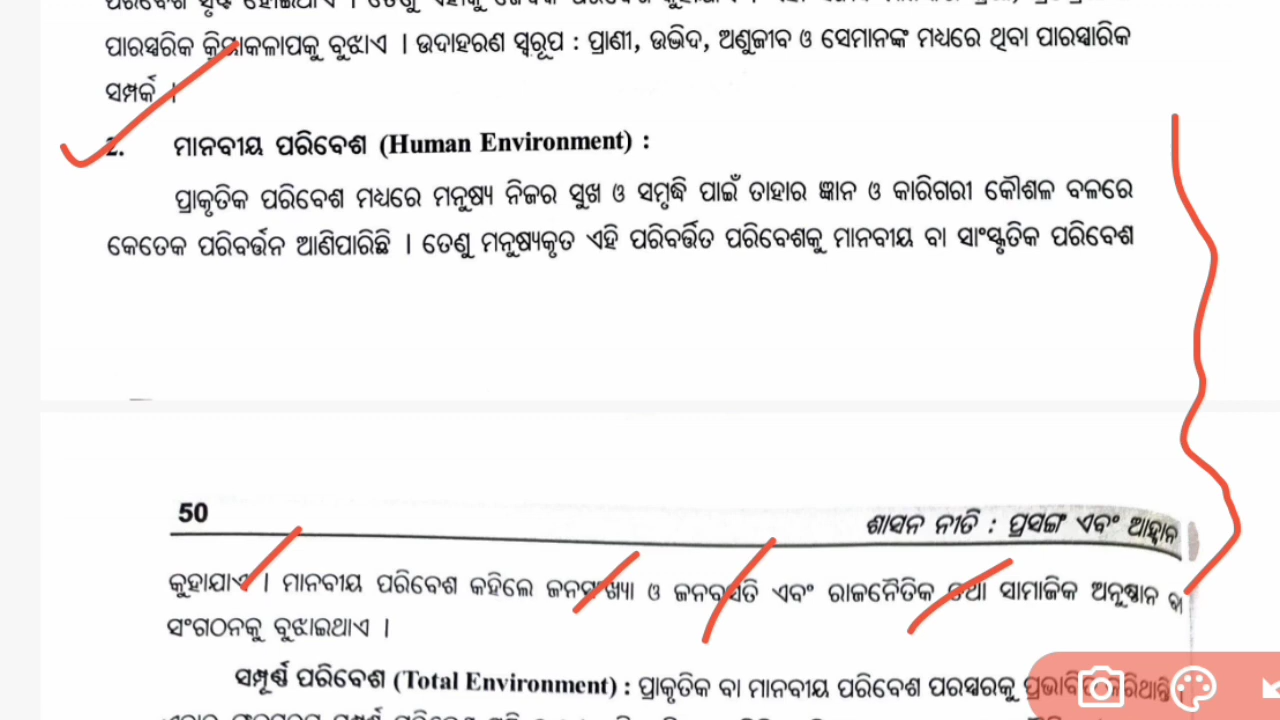 ପାରସ୍ପରିକ କ୍ରିୟାକଳାପକୁ ବୁଝାଏ । ଉଦାହରଣ ସ୍ୱରୂପ : ପ୍ରାଣୀ, ଉଦ୍ଭିଦ, ଅଣୁଜୀବ ଓ ସେମାନଙ୍କ ମଧ୍ୟରେ ଥିବା ପାରସ୍ପାରିକ
ସମ୍ପର୍କ ।
2. ମାନବୀୟ ପରିବେଶ (Human Environment) :
ପ୍ରାକୃତିକ ପରିବେଶ ମଧ୍ୟରେ ମନୁଷ୍ୟ ନିଜର ସୁଖ ଓ ସମୃଦ୍ଧି ପାଇଁ ତାହାର ଜ୍ଞାନ ଓ କାରିଗରୀ କୌଶଳ ବଳରେ
କେତେକ ପରିବର୍ତ୍ତନ ଆଣିପାରିଛି । ତେଣୁ ମନୁଷ୍ୟକୃତ ଏହି ପରିବର୍ତ୍ତିତ ପରିବେଶକୁ ମାନବୀୟ ବା ସାଂସ୍କୃତିକ ପରିବେଶ
50 ଶାସନ ନୀତି : ପ୍ରସଙ୍ଗ ଏବଂ ଆହ୍ୱାନ
କୁହାଯାଏ । ମାନବୀୟ ପରିବେଶ କହିଲେ ଜନସଂଖ୍ୟା ଓ ଜନବସତି ଏବଂ ରାଜନୈତିକ ତଥା ସାମାଜିକ ଅନୁଷ୍ଠାନ ବା
ସଂଗଠନକୁ ବୁଝାଇଥାଏ ।
ସମ୍ପୂର୍ଣ୍ଣ ପରିବେଶ (Total Environment) : ପ୍ରାକୃତିକ ବା ମାନବୀୟ ପରିବେଶ ପରସ୍ପରକୁ ପ୍ରଭାବିତ କରିଥାନ୍ତି ।